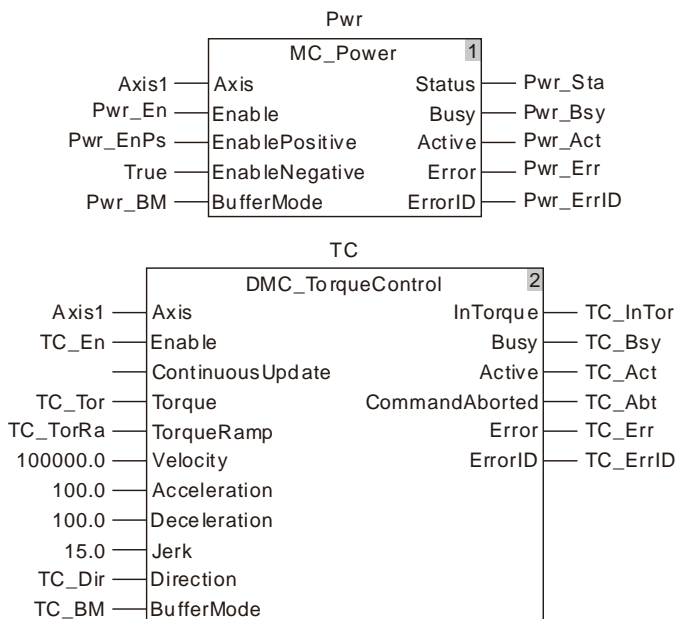 Pwr
MC_Power 1
Axis1 Axis Status Pwr_Sta
Pwr_En Enable Busy Pwr_Bsy
Pwr_EnPs EnablePositive Active Pwr_Act
True EnableNegative Error Pwr_Err
Pwr_BM BufferMode ErrorID Pwr_ErrID
TC
DMC_TorqueControl 2
Axis1 Axis InTorque TC_InTor
TC_En Enable Busy TC_Bsy
ContinuousUpdate Active TC_Act
TC_Tor Torque CommandAborted TC_Abt
TC_TorRa TorqueRamp Error TC_Err
100000.0 Velocity ErrorID TC_ErrID
100.0 Acceleration
100.0 Deceleration
15.0 Jerk
TC_Dir Direction
TC_BM BufferMode